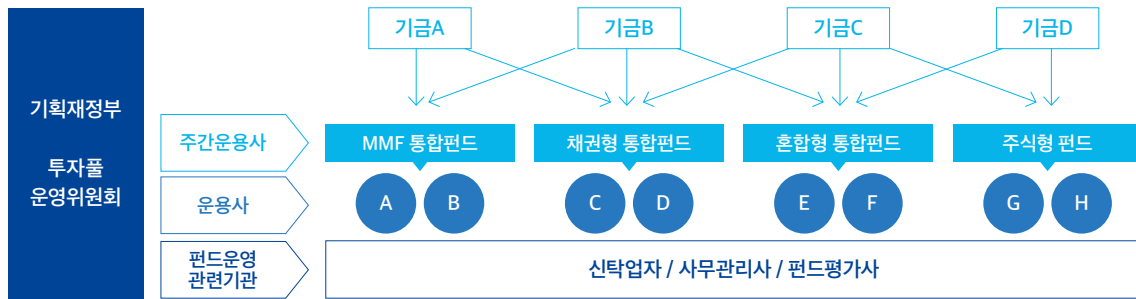 기금A
기금B
기금C
기금D
기획재정부
투자풀
운영위원회
주간운용사
MMF 통합펀드
채권형 통합펀드
혼합형 통합펀드
주식형 펀드
운용사
A
B
C
D
E
F
G
H
펀드운영
관련기관
신탁업자 / 사무관리사 / 펀드평가사